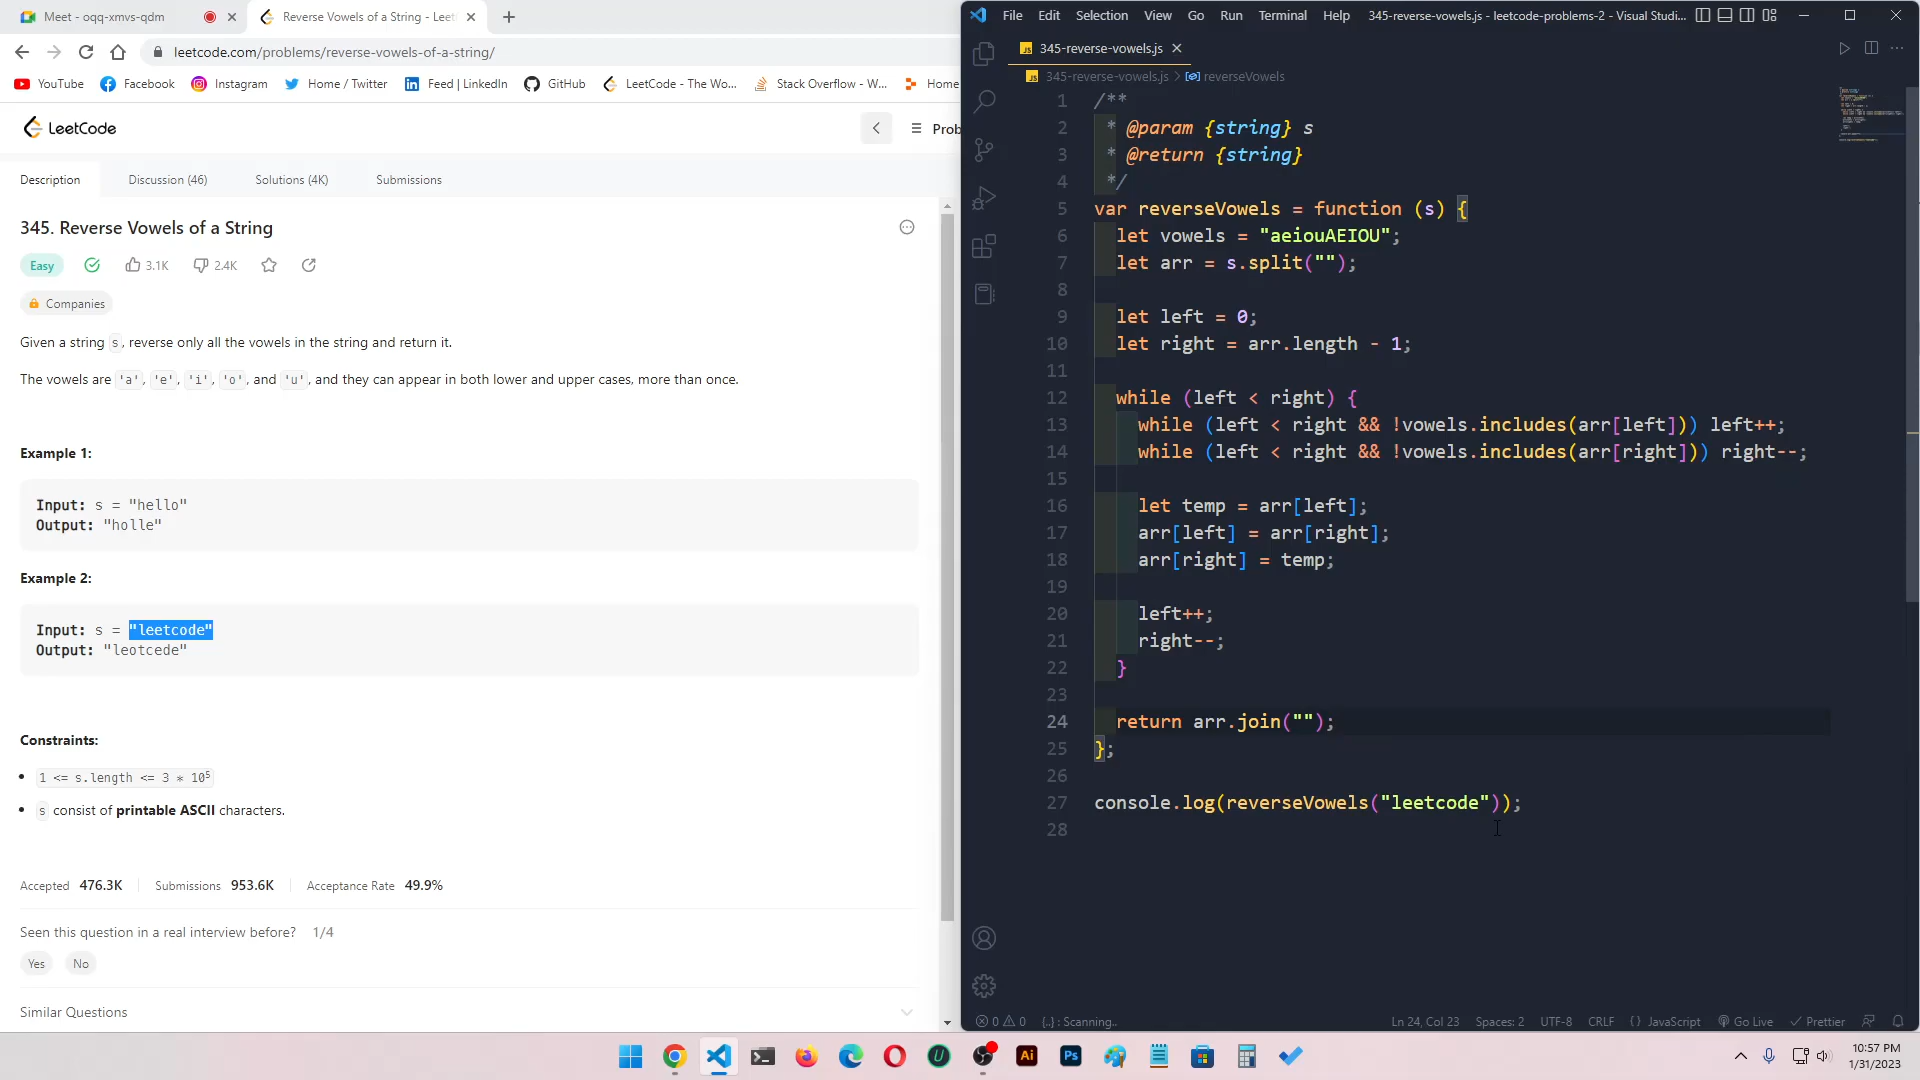 Meet - oqq-xmvs-qdm
Reverse Vowels of a String - Leet
leetcode.com/problems/reverse-vowels-of-a-string/
YouTube
Facebook
Instagram
Home / Twitter
Feed | LinkedIn
GitHub
LeetCode - The Wo...
Stack Overflow - W...
Home
LeetCode
Prob
Description
Discussion (46)
Solutions (4K)
Submissions
345. Reverse Vowels of a String
Easy
3.1K
2.4K
Companies
Given a string s, reverse only all the vowels in the string and return it.
The vowels are 'a', 'e', 'i', 'o', and 'u', and they can appear in both lower and upper cases, more than once.
Example 1:
Input: s = "hello"
Output: "holle"
Example 2:
Input: s = "leetcode"
Output: "leotcede"
Constraints:
1 <= s.length <= 3 * 10⁵
s consist of printable ASCII characters.
Accepted 476.3K
Submissions 953.6K
Acceptance Rate 49.9%
Seen this question in a real interview before? 1/4
Yes
No
Similar Questions
File Edit Selection View Go Run Terminal Help
345-reverse-vowels.js - leetcode-problems-2 - Visual Studi...
JS 345-reverse-vowels.js
JS 345-reverse-vowels.js > reverseVowels
1 /**
2 * @param {string} s
3 * @return {string}
4 */
5 var reverseVowels = function (s) {
6 let vowels = "aeiouAEIOU";
7 let arr = s.split("");
8
9 let left = 0;
10 let right = arr.length - 1;
11
12 while (left < right) {
13 while (left < right && !vowels.includes(arr[left])) left++;
14 while (left < right && !vowels.includes(arr[right])) right--;
15
16 let temp = arr[left];
17 arr[left] = arr[right];
18 arr[right] = temp;
19
20 left++;
21 right--;
22 }
23
24 return arr.join("");
25 };
26
27 console.log(reverseVowels("leetcode"));
28
0 0 {..} : Scanning..
Ln 24, Col 23
Spaces: 2
UTF-8
CRLF
{} JavaScript
Go Live
Prettier
U
Ai
Ps
10:57 PM
1/31/2023